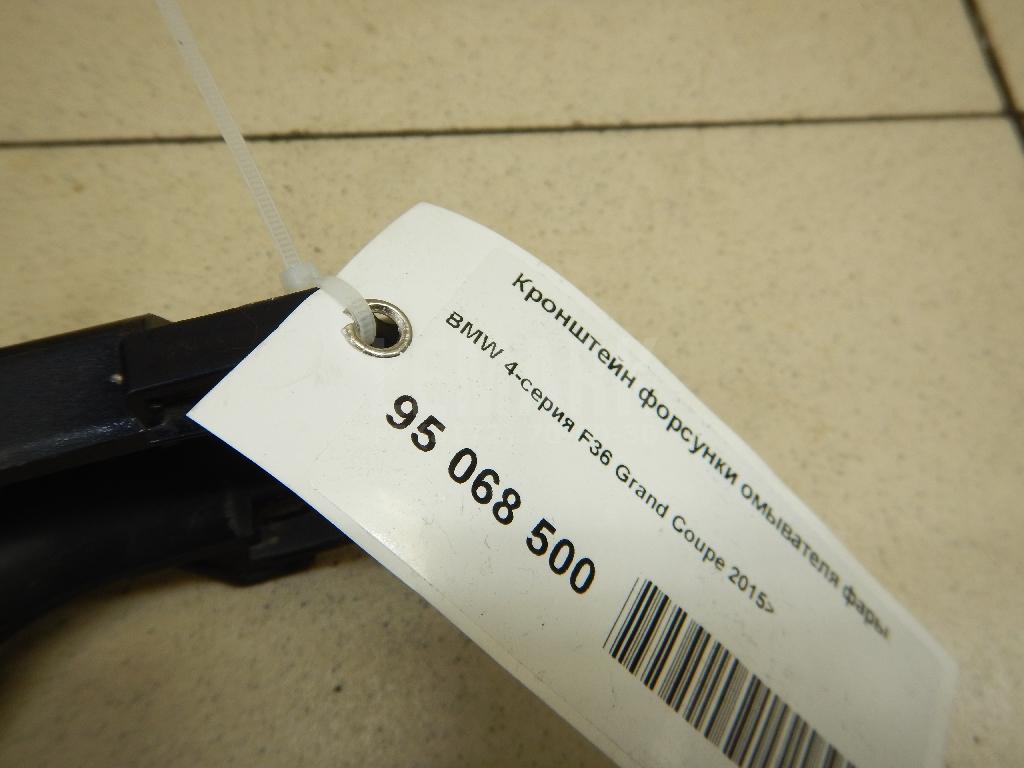 Кронштейн форсунки омывателя фары
BMW 4-серия F36 Grand Coupe 2015>
95 068 500